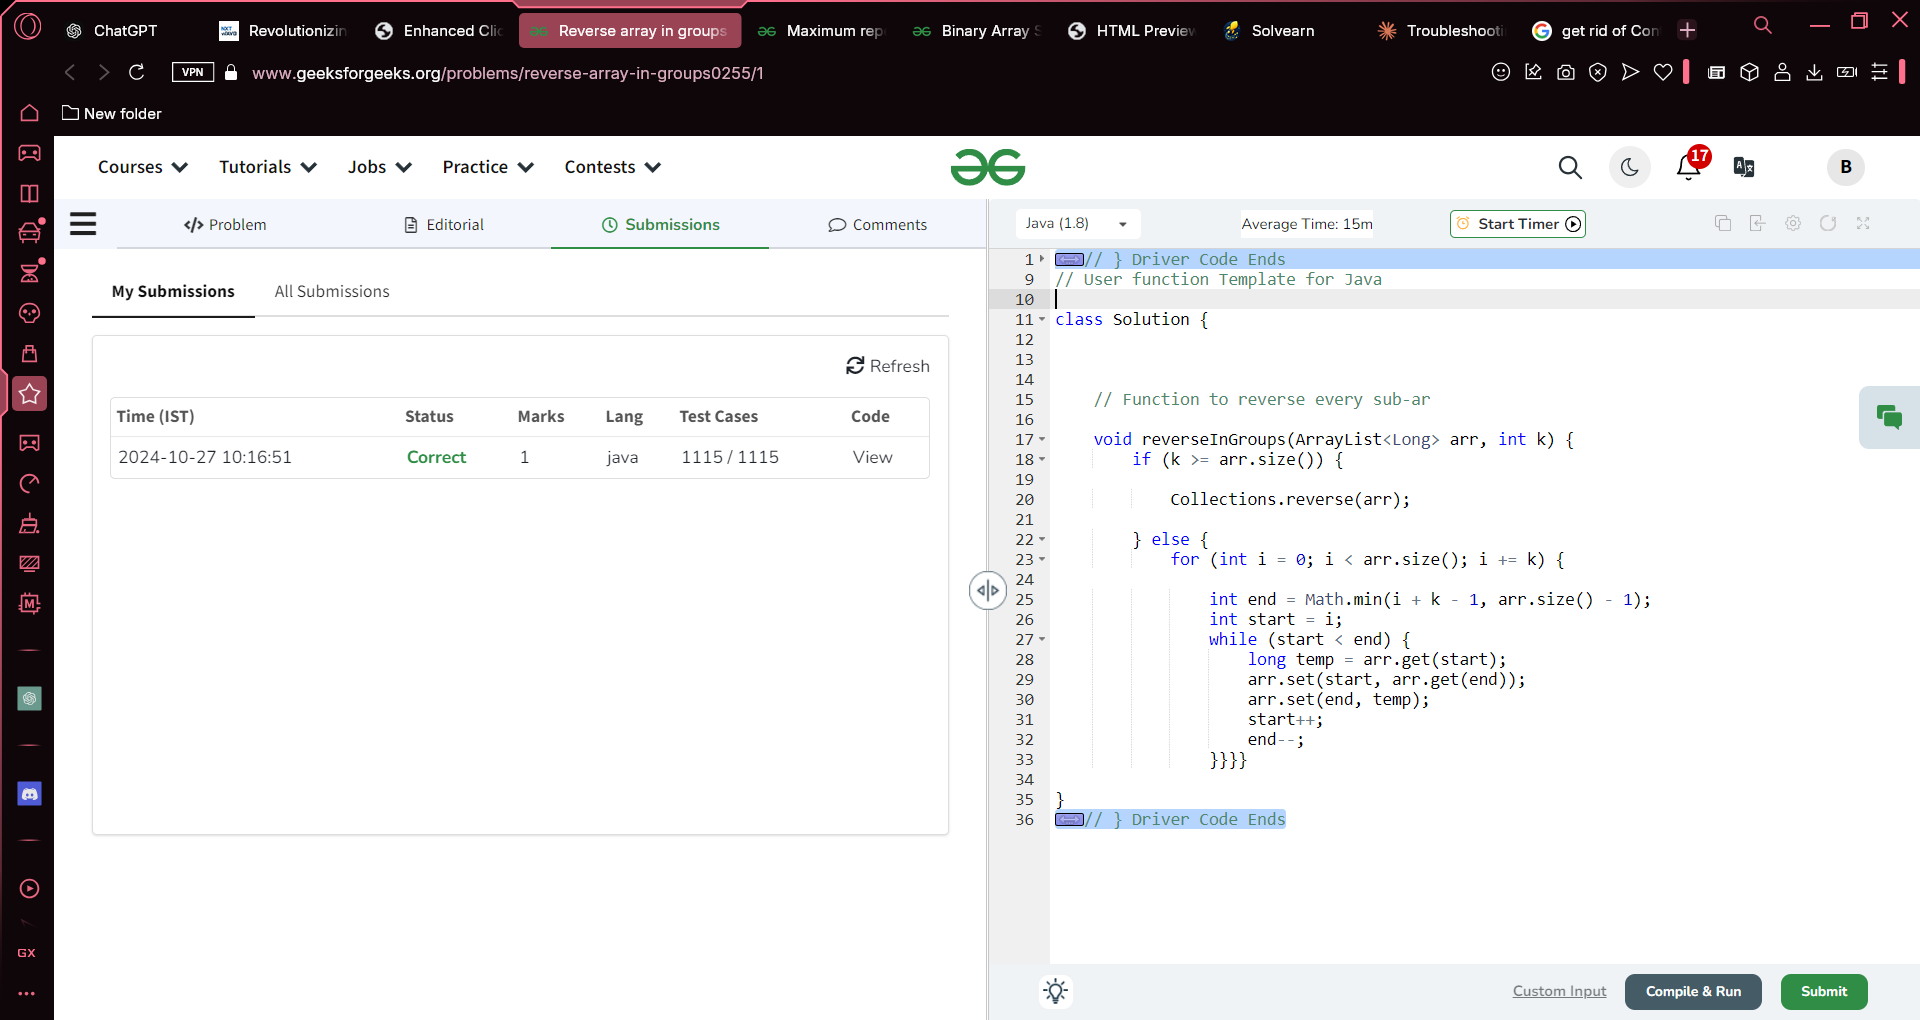 ChatGPT
Revolutionizin
Enhanced Clic
Reverse array in groups
Maximum rep
Binary Array S
HTML Preview
Solvearn
Troubleshooti
get rid of Con
VPN
www.geeksforgeeks.org/problems/reverse-array-in-groups0255/1
New folder
Courses
Tutorials
Jobs
Practice
Contests
17
B
Problem
Editorial
Submissions
Comments
Java (1.8)
Average Time: 15m
Start Timer
My Submissions
All Submissions
Refresh
Time (IST) Status Marks Lang Test Cases Code
2024-10-27 10:16:51 Correct 1 java 1115 / 1115 View
1 // } Driver Code Ends
9 // User function Template for Java
10
11 class Solution {
12
13
14
15 // Function to reverse every sub-ar
16
17 void reverseInGroups(ArrayList<Long> arr, int k) {
18 if (k >= arr.size()) {
19
20 Collections.reverse(arr);
21
22 } else {
23 for (int i = 0; i < arr.size(); i += k) {
24
25 int end = Math.min(i + k - 1, arr.size() - 1);
26 int start = i;
27 while (start < end) {
28 long temp = arr.get(start);
29 arr.set(start, arr.get(end));
30 arr.set(end, temp);
31 start++;
32 end--;
33 }}}}
34
35 }
36 // } Driver Code Ends
GX
Custom Input
Compile & Run
Submit